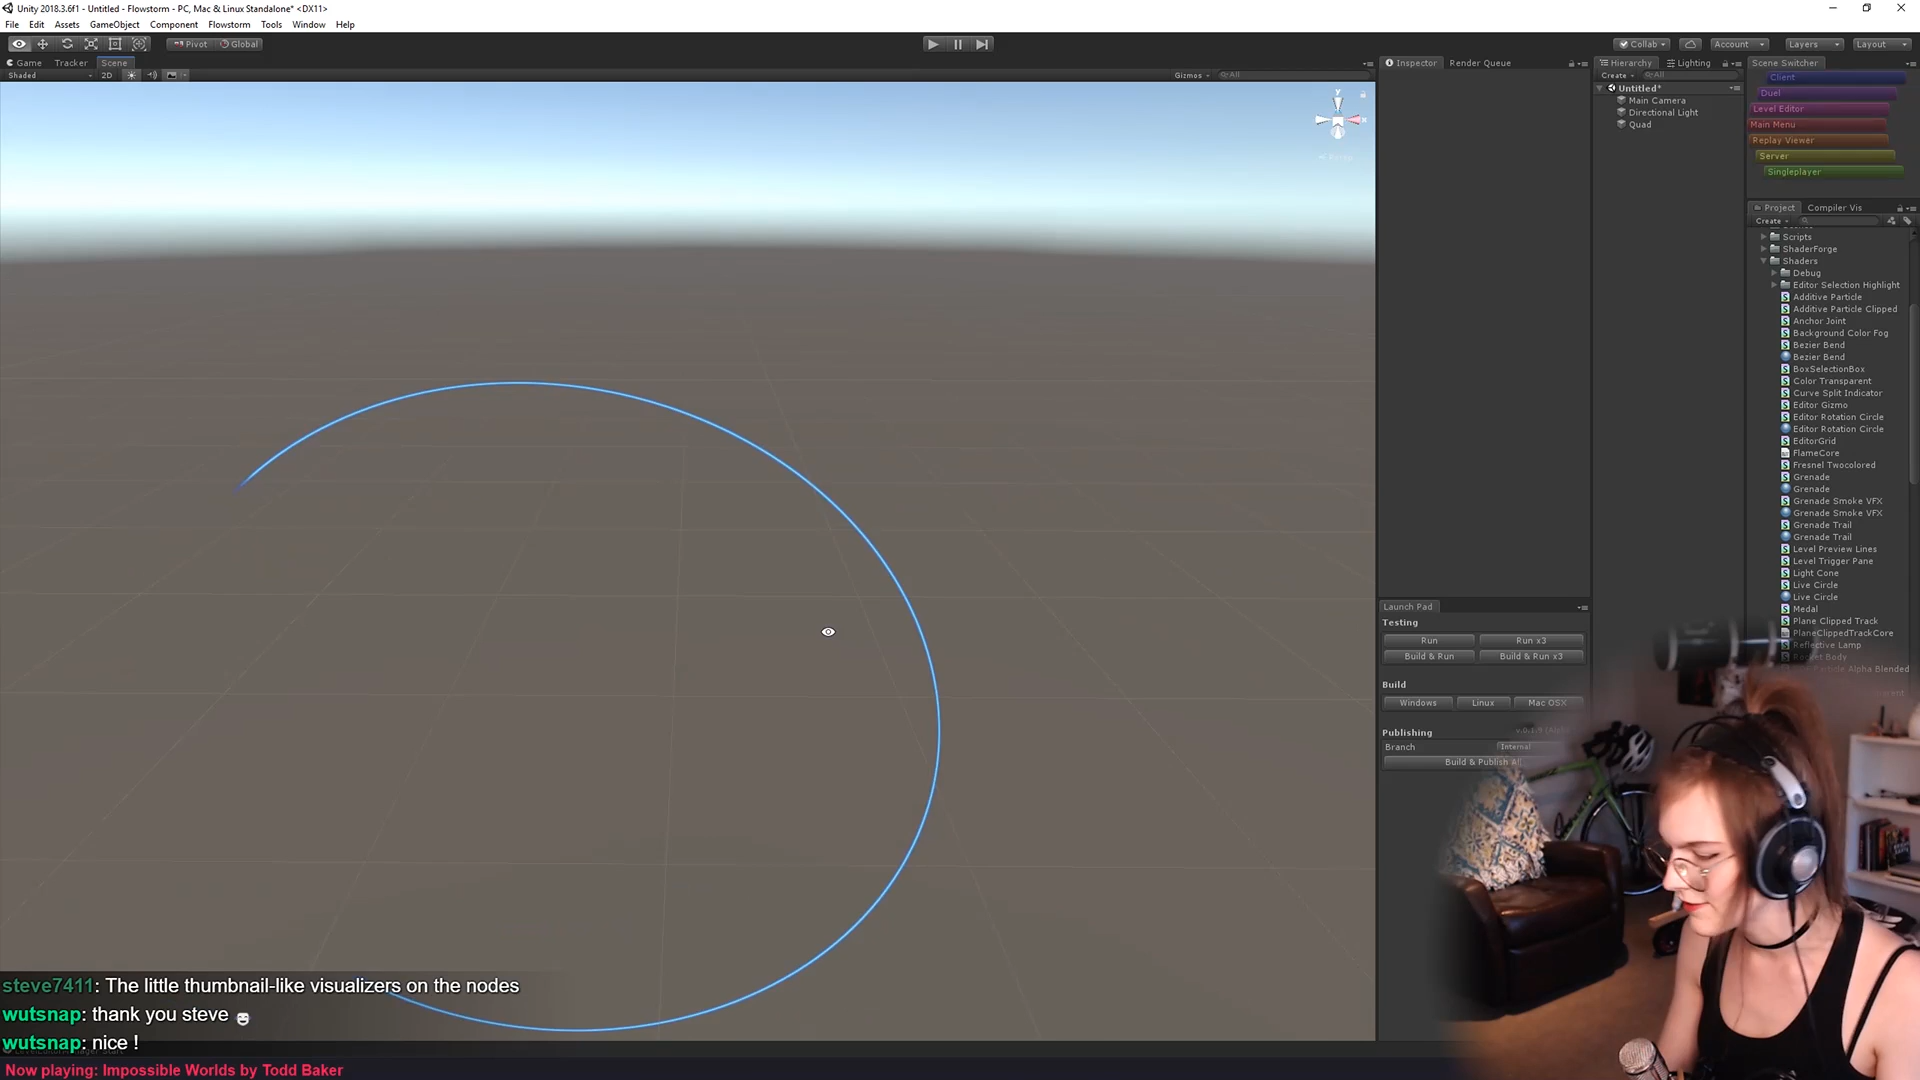 Unity 2018.3.6f1 - Untitled - Flowstorm - PC, Mac & Linux Standalone* <DX11>
File Edit Assets GameObject Component Flowstorm Tools Window Help
Pivot Global
Collab Account Layers Layout
Game Tracker Scene
Shaded 2D
Gizmos All
Inspector Render Queue
Hierarchy Lighting
Create All
Untitled*
Main Camera
Directional Light
Quad
Scene Switcher
Client
Duel
Level Editor
Main Menu
Replay Viewer
Server
Singleplayer
Project Compiler Vis
Create
Scripts
ShaderForge
Shaders
Debug
Editor Selection Highlight
Additive Particle
Additive Particle Clipped
Anchor Joint
Background Color Fog
Bezier Bend
Bezier Bend
BoxSelectionBox
Color Transparent
Curve Split Indicator
Editor Gizmo
Editor Rotation Circle
Editor Rotation Circle
EditorGrid
FlameCore
Fresnel Twocolored
Grenade
Grenade
Grenade Smoke VFX
Grenade Smoke VFX
Grenade Trail
Grenade Trail
Level Preview Lines
Level Trigger Pane
Light Cone
Live Circle
Live Circle
Medal
Plane Clipped Track
PlaneClippedTrackCore
Reflective Lamp
Rocket Body
Alpha Blended
Launch Pad
Testing
Run Run x3
Build & Run Build & Run x3
Build
Windows Linux Mac OSX
Publishing
Branch Internal
Build & Publish All
steve7411: The little thumbnail-like visualizers on the nodes
wutsnap: thank you steve
wutsnap: nice !
Now playing: Impossible Worlds by Todd Baker